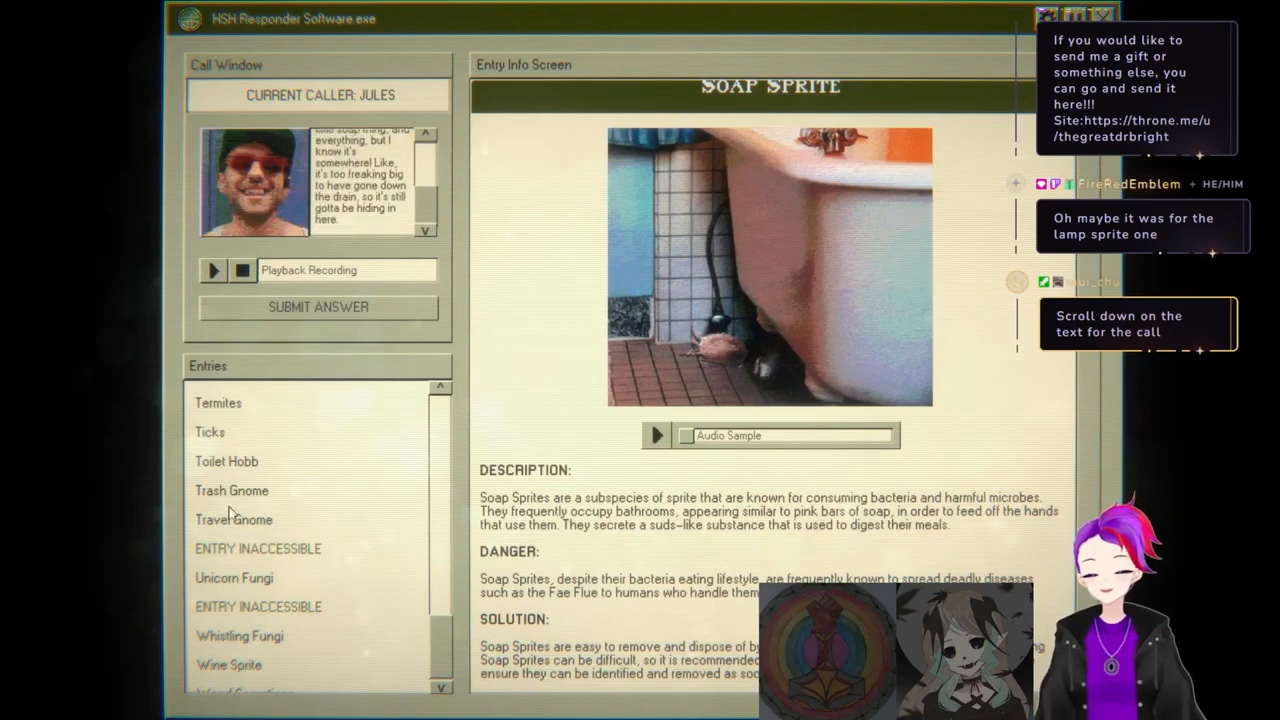 HSH Responder Software.exe
Call Window
CURRENT CALLER: JULES
everything, but I
know it's
somewhere! Like,
it's too freaking big
to have gone down
the drain, so it's still
gotta be hiding in
here.
Playback Recording
SUBMIT ANSWER
Entries
Termites
Ticks
Toilet Hobb
Trash Gnome
Travel Gnome
ENTRY INACCESSIBLE
Unicorn Fungi
ENTRY INACCESSIBLE
Whistling Fungi
Wine Sprite
Entry Info Screen
SOAP SPRITE
Audio Sample
DESCRIPTION:
Soap Sprites are a subspecies of sprite that are known for consuming bacteria and harmful microbes.
They frequently occupy bathrooms, appearing similar to pink bars of soap, in order to feed off the hands
that use them. They secrete a suds-like substance that is used to digest their meals.
DANGER:
Soap Sprites, despite their bacteria eating lifestyle, are frequently known to spread deadly diseases
such as the Fae Flue to humans who handle them
SOLUTION:
Soap Sprites are easy to remove and dispose of by
Soap Sprites can be difficult, so it is recommended
ensure they can be identified and removed as soo
If you would like to
send me a gift or
something else, you
can go and send it
here!!!
Site:https://throne.me/u
/thegreatdrbright
FireRedEmblem + HE/HIM
Oh maybe it was for the
lamp sprite one
Scroll down on the
text for the call